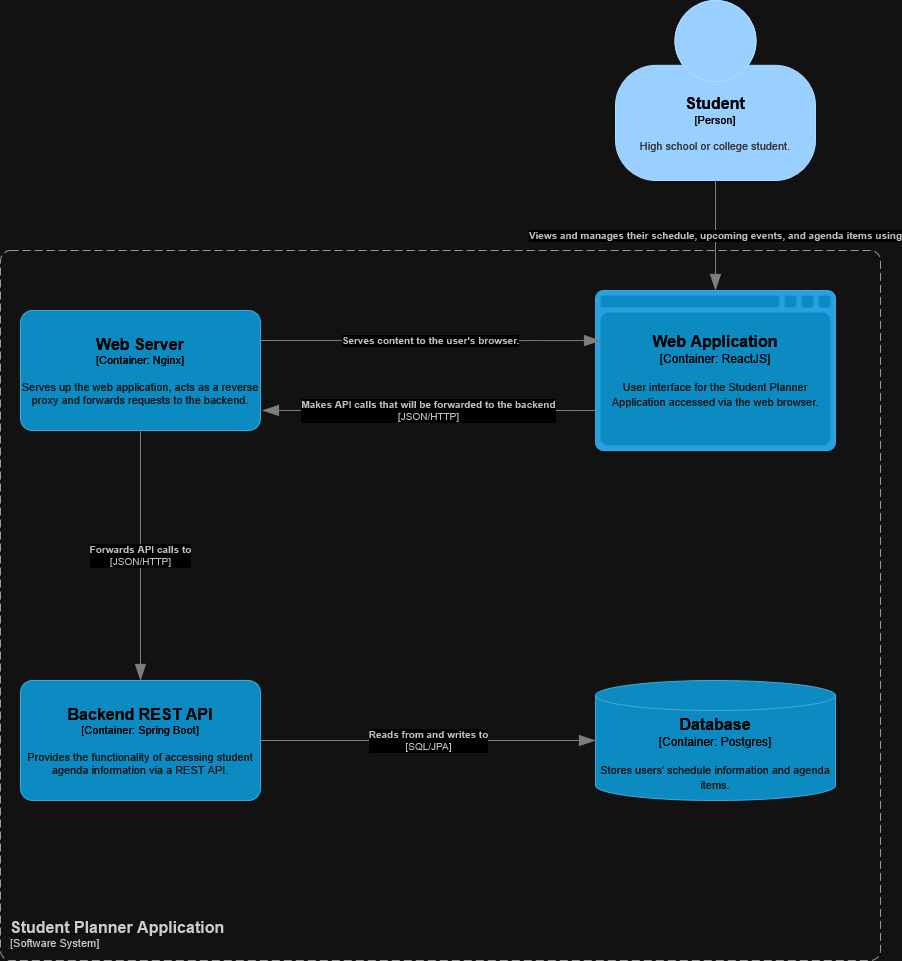 Student
[Person]
High school or college student.
Views and manages their schedule, upcoming events, and agenda items using
Web Server
[Container: Nginx]
Serves up the web application, acts as a reverse
proxy and forwards requests to the backend.
Serves content to the user's browser.
Makes API calls that will be forwarded to the backend
[JSON/HTTP]
Web Application
[Container: ReactJS]
User interface for the Student Planner
Application accessed via the web browser.
Forwards API calls to
[JSON/HTTP]
Backend REST API
[Container: Spring Boot]
Provides the functionality of accessing student
agenda information via a REST API.
Reads from and writes to
[SQL/JPA]
Database
[Container: Postgres]
Stores users' schedule information and agenda
items.
Student Planner Application
[Software System]